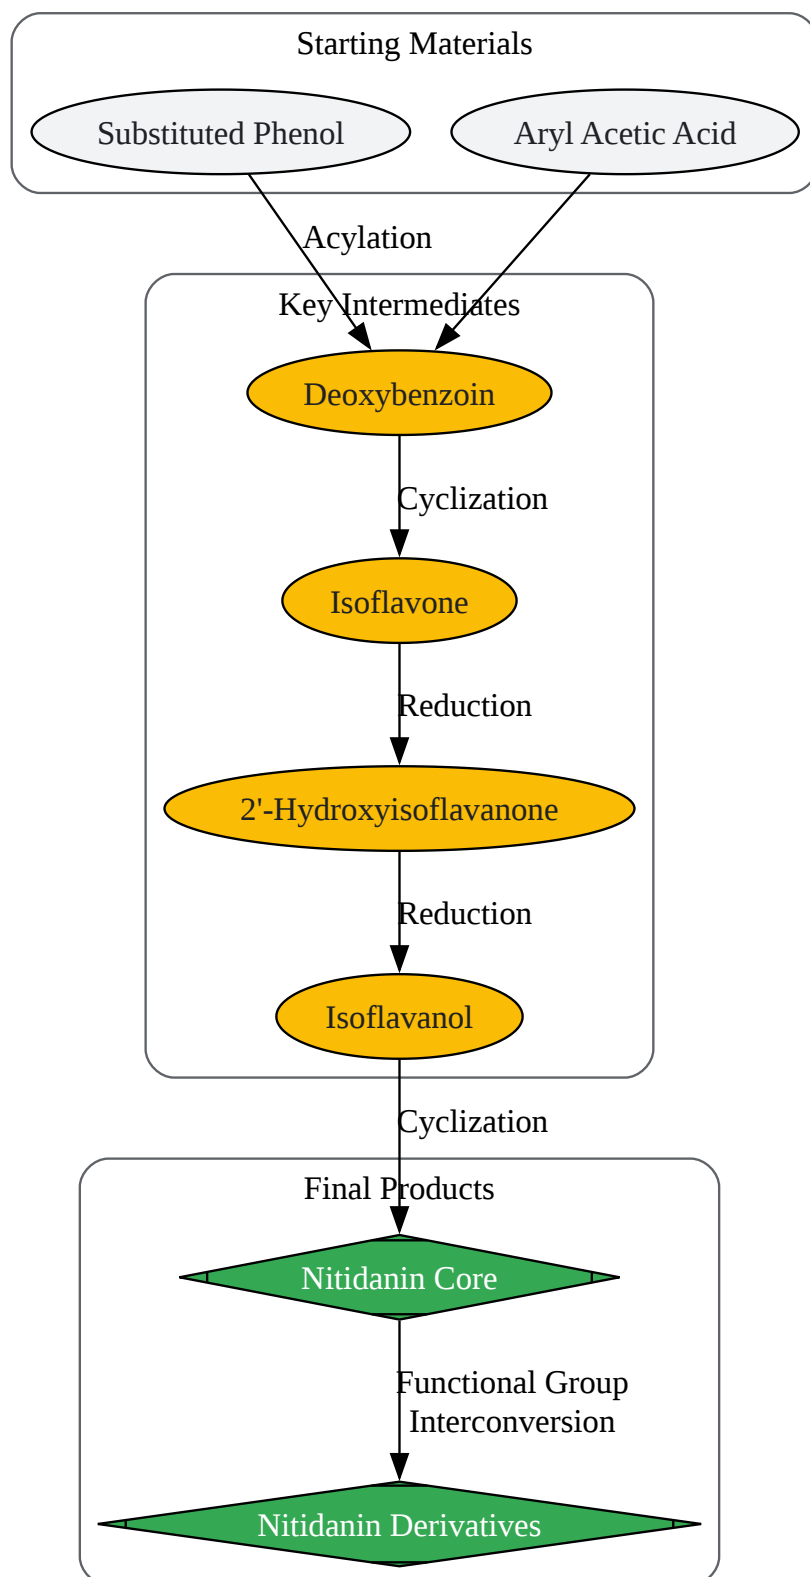 Starting Materials
Substituted Phenol
Aryl Acetic Acid
Acylation
Key Intermediates
Deoxybenzoin
Cyclization
Isoflavone
Reduction
2'-Hydroxyisoflavanone
Reduction
Isoflavanol
Cyclization
Final Products
Nitidanin Core
Functional Group
Interconversion
Nitidanin Derivatives